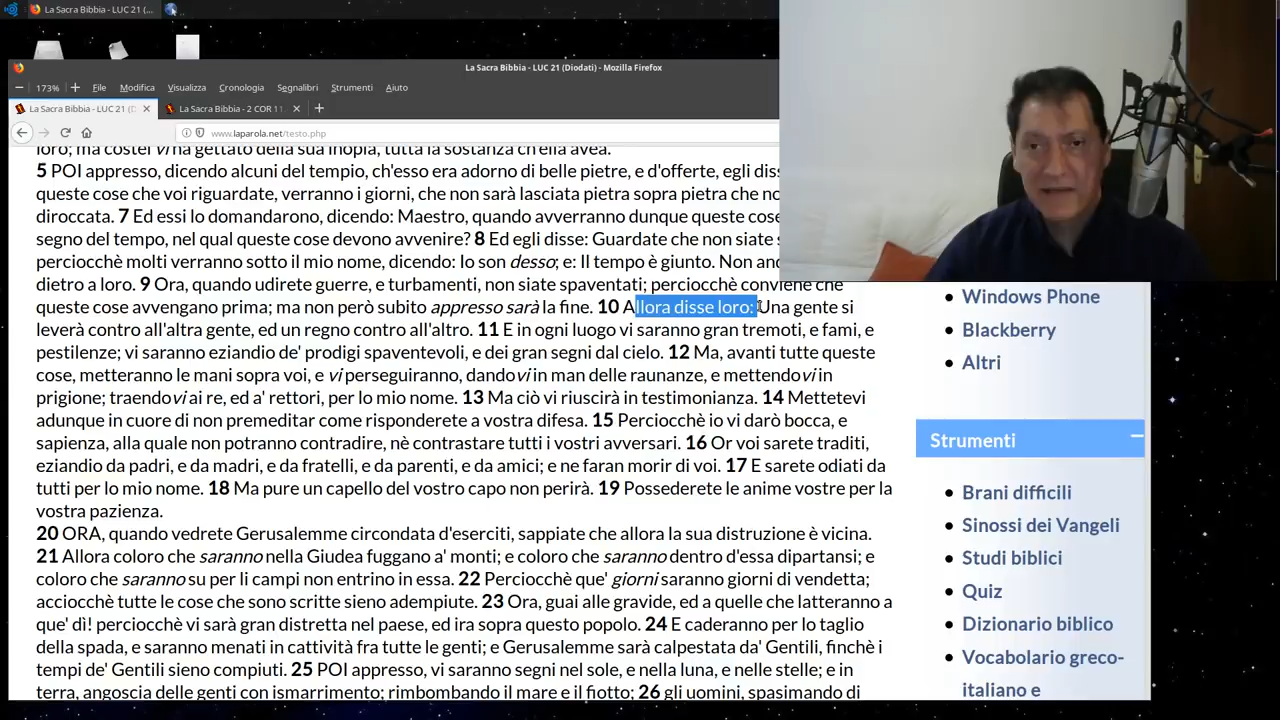 La Sacra Bibbia - LUC 21 (...
La Sacra Bibbia - LUC 21 (Diodati) - Mozilla Firefox
173% File Modifica Visualizza Cronologia Segnalibri Strumenti Aiuto
La Sacra Bibbia - LUC 21 (D
La Sacra Bibbia - 2 COR 11
www.laparola.net/testo.php
loro; ma costei vi ha gettato della sua inopia, tutta la sostanza ch'ella avea.
5 POI appresso, dicendo alcuni del tempio, ch'esso era adorno di belle pietre, e d'offerte, egli diss
queste cose che voi riguardate, verranno i giorni, che non sarà lasciata pietra sopra pietra che no
diroccata. 7 Ed essi lo domandarono, dicendo: Maestro, quando avverranno dunque queste cose
segno del tempo, nel qual queste cose devono avvenire? 8 Ed egli disse: Guardate che non siate s
perciocchè molti verranno sotto il mio nome, dicendo: Io son desso; e: Il tempo è giunto. Non and
dietro a loro. 9 Ora, quando udirete guerre, e turbamenti, non siate spaventati; perciocchè conviene che
queste cose avvengano prima; ma non però subito appresso sarà la fine. 10 Allora disse loro: Una gente si
leverà contro all'altra gente, ed un regno contro all'altro. 11 E in ogni luogo vi saranno gran tremoti, e fami, e
pestilenze; vi saranno eziandio de' prodigi spaventevoli, e dei gran segni dal cielo. 12 Ma, avanti tutte queste
cose, metteranno le mani sopra voi, e vi perseguiranno, dandovi in man delle raunanze, e mettendovi in
prigione; traendovi ai re, ed a' rettori, per lo mio nome. 13 Ma ciò vi riuscirà in testimonianza. 14 Mettetevi
adunque in cuore di non premeditar come risponderete a vostra difesa. 15 Perciocchè io vi darò bocca, e
sapienza, alla quale non potranno contradire, nè contrastare tutti i vostri avversari. 16 Or voi sarete traditi,
eziandio da padri, e da madri, e da fratelli, e da parenti, e da amici; e ne faran morir di voi. 17 E sarete odiati da
tutti per lo mio nome. 18 Ma pure un capello del vostro capo non perirà. 19 Possederete le anime vostre per la
vostra pazienza.
20 ORA, quando vedrete Gerusalemme circondata d'eserciti, sappiate che allora la sua distruzione è vicina.
21 Allora coloro che saranno nella Giudea fuggano a' monti; e coloro che saranno dentro d'essa dipartansi; e
coloro che saranno su per li campi non entrino in essa. 22 Perciocchè que' giorni saranno giorni di vendetta;
acciocchè tutte le cose che sono scritte sieno adempiute. 23 Ora, guai alle gravide, ed a quelle che latteranno a
que' dì! perciocchè vi sarà gran distretta nel paese, ed ira sopra questo popolo. 24 E caderanno per lo taglio
della spada, e saranno menati in cattività fra tutte le genti; e Gerusalemme sarà calpestata da' Gentili, finchè i
tempi de' Gentili sieno compiuti. 25 POI appresso, vi saranno segni nel sole, e nella luna, e nelle stelle; e in
terra, angoscia delle genti con ismarrimento; rimbombando il mare e il fiotto; 26 gli uomini, spasimando di
Windows Phone
Blackberry
Altri
Strumenti
Brani difficili
Sinossi dei Vangeli
Studi biblici
Quiz
Dizionario biblico
Vocabolario greco-
italiano e